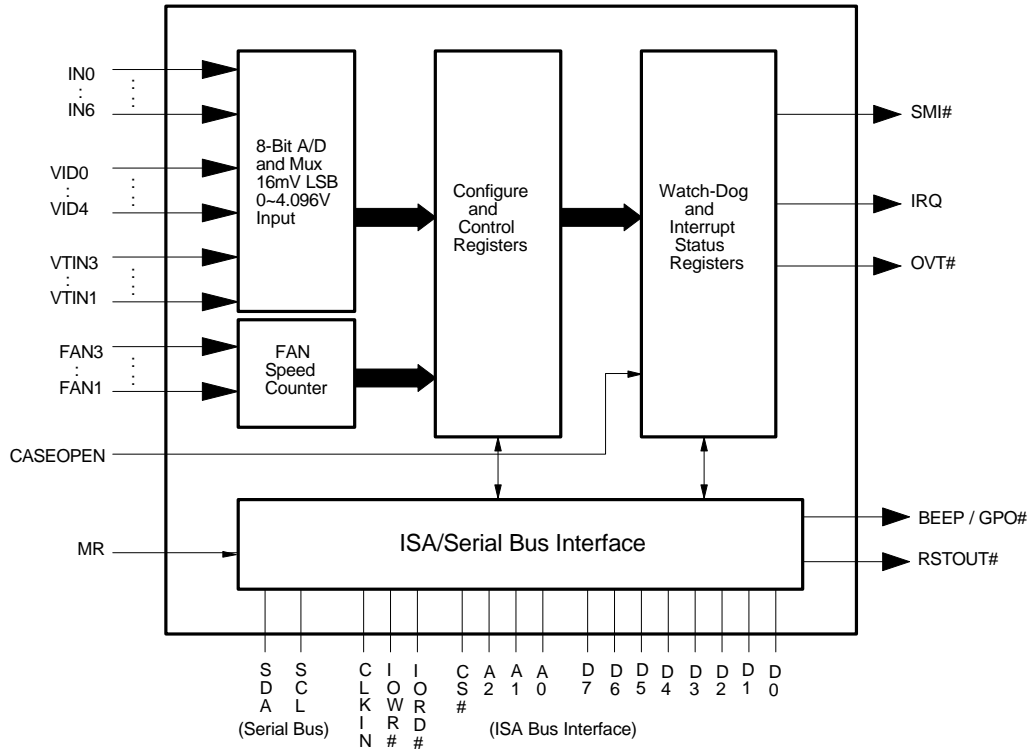 IN0
IN6
VID0
VID4
VTIN3
VTIN1
FAN3
FAN1
CASEOPEN
MR
8-Bit A/D
and Mux
16mV LSB
0~4.096V
Input
FAN
Speed
Counter
Configure
and
Control
Registers
Watch-Dog
and
Interrupt
Status
Registers
SMI#
IRQ
OVT#
ISA/Serial Bus Interface
BEEP / GPO#
RSTOUT#
SDA
SCL
CLKIN
IOWR#
IORD#
CS#
A2
A1
A0
D7
D6
D5
D4
D3
D2
D1
D0
(Serial Bus)
(ISA Bus Interface)